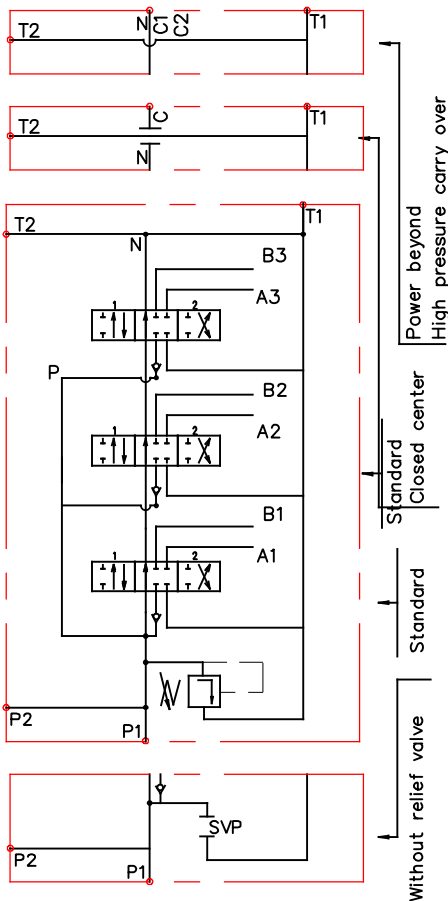 T2
N
C1
C2
T1
T2
C
N
T1
T2
N
T1
B3
A3
1
2
P
B2
A2
1
2
B1
A1
1
2
P2
P1
SVP
P2
P1
Power beyond
High pressure carry over
Standard
Closed center
Standard
Without relief valve